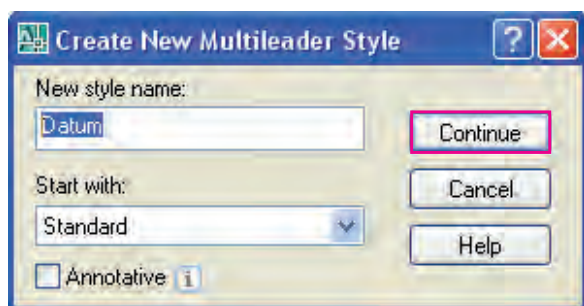 Create New Multileader Style
New style name:
Datum
Continue
Start with:
Cancel
Standard
Help
Annotative